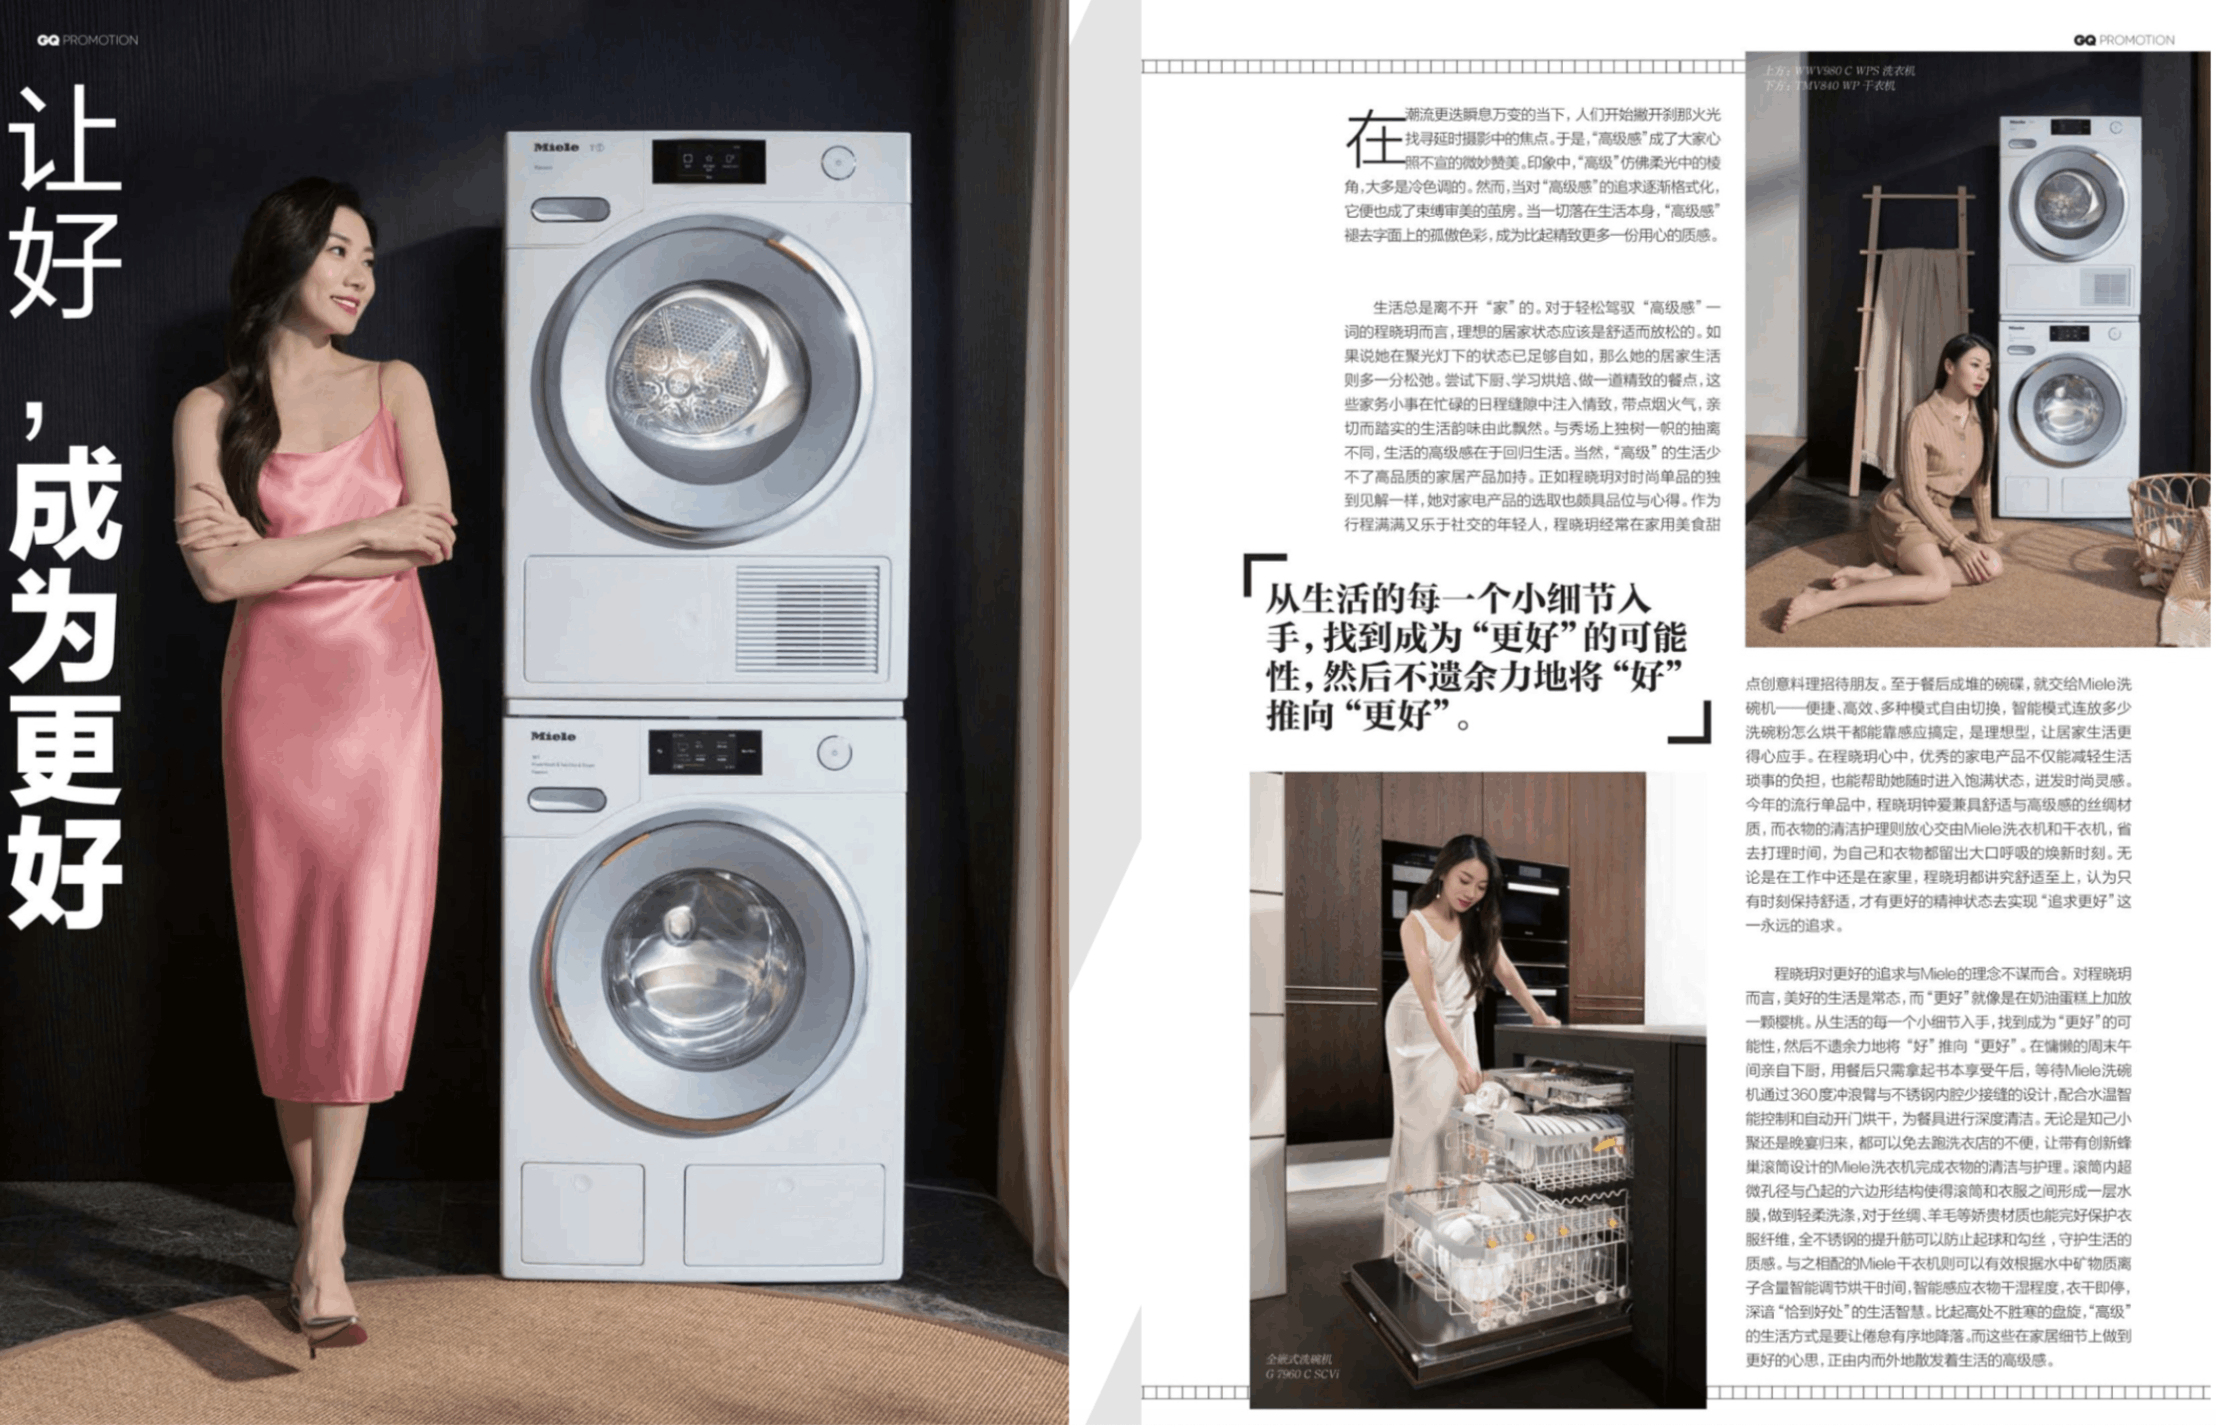 GQ PROMOTION
让好
，成为更好
Miele
Miele
GQ PROMOTION
在潮流更迭瞬息万变的当下，人们开始撇开刹那火光
找寻延时摄影中的焦点。于是，“高级感”成了大家心
照不宣的微妙赞美。印象中，“高级”仿佛柔光中的棱
角，大多是冷色调的。然而，当对“高级感”的追求逐渐格式化，
它便也成了束缚审美的茧房。当一切落在生活本身，“高级感”
褪去字面上的孤傲色彩，成为比起精致更多一份用心的质感。
生活总是离不开“家”的。对于轻松驾驭“高级感”一
词的程晓玥而言，理想的居家状态应该是舒适而放松的。如
果说她在聚光灯下的状态已足够自如，那么她的居家生活
则多一分松弛。尝试下厨、学习烘焙、做一道精致的餐点，这
些家务小事在忙碌的日程缝隙中注入情致，带点烟火气，亲
切而踏实的生活韵味由此飘然。与秀场上独树一帜的抽离
不同，生活的高级感在于回归生活。当然，“高级”的生活少
不了高品质的家居产品加持。正如程晓玥对时尚单品的独
到见解一样，她对家电产品的选取也颇具品位与心得。作为
行程满满又乐于社交的年轻人，程晓玥经常在家用美食甜
「从生活的每一个小细节入
手，找到成为“更好”的可能
性，然后不遗余力地将“好”
推向“更好”。」
全嵌式洗碗机
G 7960 C SCVi
上方：WWV980 C WPS 洗衣机
下方：TMV840 WP 干衣机
Miele
Miele
点创意料理招待朋友。至于餐后成堆的碗碟，就交给Miele洗
碗机——便捷、高效、多种模式自由切换，智能模式连放多少
洗碗粉怎么烘干都能靠感应搞定，是理想型，让居家生活更
得心应手。在程晓玥心中，优秀的家电产品不仅能减轻生活
琐事的负担，也能帮助她随时进入饱满状态，迸发时尚灵感。
今年的流行单品中，程晓玥钟爱兼具舒适与高级感的丝绸材
质，而衣物的清洁护理则放心交由Miele洗衣机和干衣机，省
去打理时间，为自己和衣物都留出大口呼吸的焕新时刻。无
论是在工作中还是在家里，程晓玥都讲究舒适至上，认为只
有时刻保持舒适，才有更好的精神状态去实现“追求更好”这
一永远的追求。
程晓玥对更好的追求与Miele的理念不谋而合。对程晓玥
而言，美好的生活是常态，而“更好”就像是在奶油蛋糕上加放
一颗樱桃。从生活的每一个小细节入手，找到成为“更好”的可
能性，然后不遗余力地将“好”推向“更好”。在慵懒的周末午
间亲自下厨，用餐后只需拿起书本享受午后，等待Miele洗碗
机通过360度冲浪臂与不锈钢内腔少接缝的设计，配合水温智
能控制和自动开门烘干，为餐具进行深度清洁。无论是知己小
聚还是晚宴归来，都可以免去跑洗衣店的不便，让带有创新蜂
巢滚筒设计的Miele洗衣机完成衣物的清洁与护理。滚筒内超
微孔径与凸起的六边形结构使得滚筒和衣服之间形成一层水
膜，做到轻柔洗涤，对于丝绸、羊毛等娇贵材质也能完好保护衣
服纤维，全不锈钢的提升筋可以防止起球和勾丝，守护生活的
质感。与之相配的Miele干衣机则可以有效根据水中矿物质离
子含量智能调节烘干时间，智能感应衣物干湿程度，衣干即停，
深谙“恰到好处”的生活智慧。比起高处不胜寒的盘旋，“高级”
的生活方式是要让倦怠有序地降落。而这些在家居细节上做到
更好的心思，正由内而外地散发着生活的高级感。